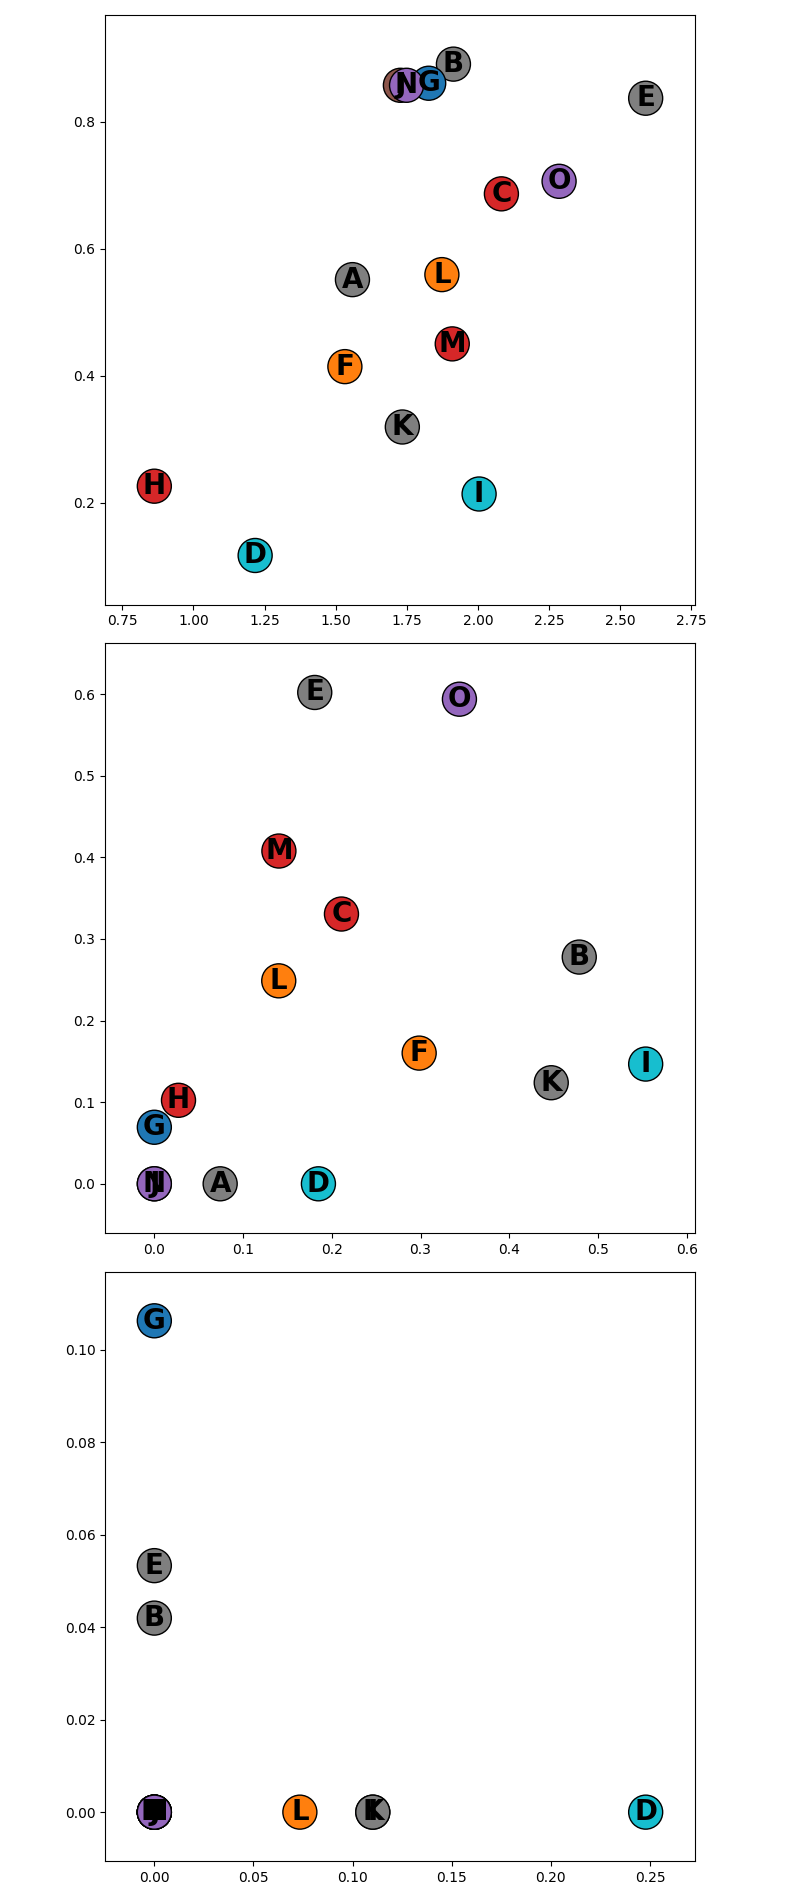 B
J N G
E
0.8
O
C
0.6
A L
M
F
0.4
K
H
I
0.2
D
0.75 1.00 1.25 1.50 1.75 2.00 2.25 2.50 2.75
E O
0.6
0.5
M
0.4
C
0.3
B
L
0.2
F
I
K
H
0.1
G
J N A D
0.0
0.0 0.1 0.2 0.3 0.4 0.5 0.6
G
0.10
0.08
0.06
E
B
0.04
0.02
0.00
J L K D
0.00 0.05 0.10 0.15 0.20 0.25